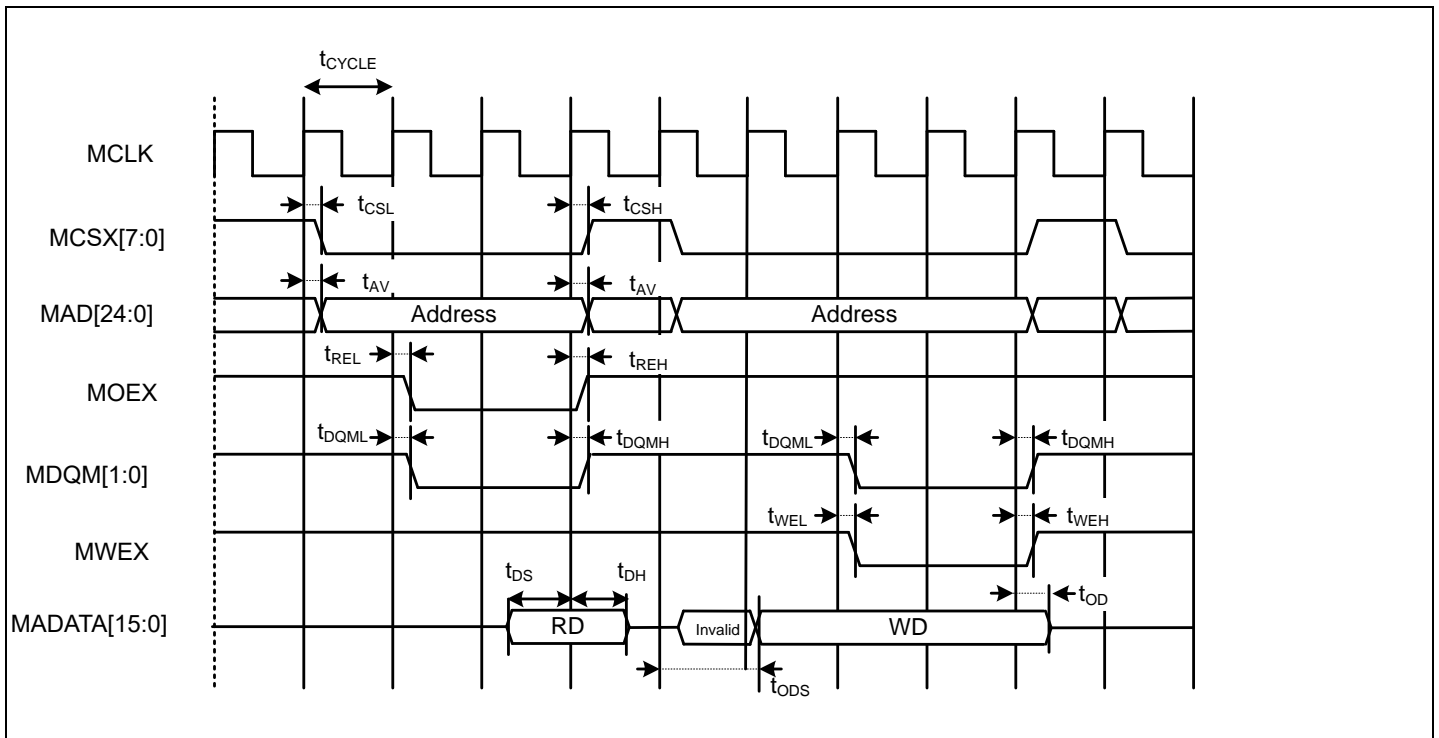 tCYCLE
MCLK
tCSL tCSH
MCSX[7:0]
tAV tAV
MAD[24:0] Address Address
tREL tREH
MOEX
tDQML tDQMH tDQML tDQMH
MDQM[1:0]
tWEL tWEH
MWEX
tDS tDH tOD
MADATA[15:0] RD Invalid WD
tODS